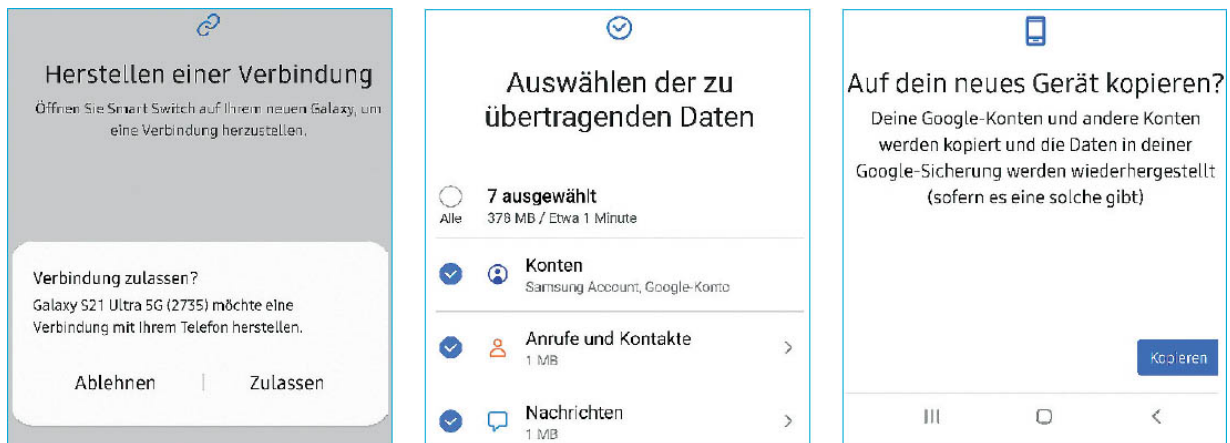 Herstellen einer Verbindung
Öffnen Sie Smart Switch auf Ihrem neuen Galaxy, um
eine Verbindung herzustellen.
Verbindung zulassen?
Galaxy S21 Ultra 5G (2735) möchte eine
Verbindung mit Ihrem Telefon herstellen.
Ablehnen
Zulassen
Auswählen der zu
übertragenden Daten
Alle
7 ausgewählt
378 MB / Etwa 1 Minute
Konten
Samsung Account, Google-Konto
Anrufe und Kontakte
1 MB
Nachrichten
1 MB
Auf dein neues Gerät kopieren?
Deine Google-Konten und andere Konten
werden kopiert und die Daten in deiner
Google-Sicherung werden wiederhergestellt
(sofern es eine solche gibt)
Kopieren